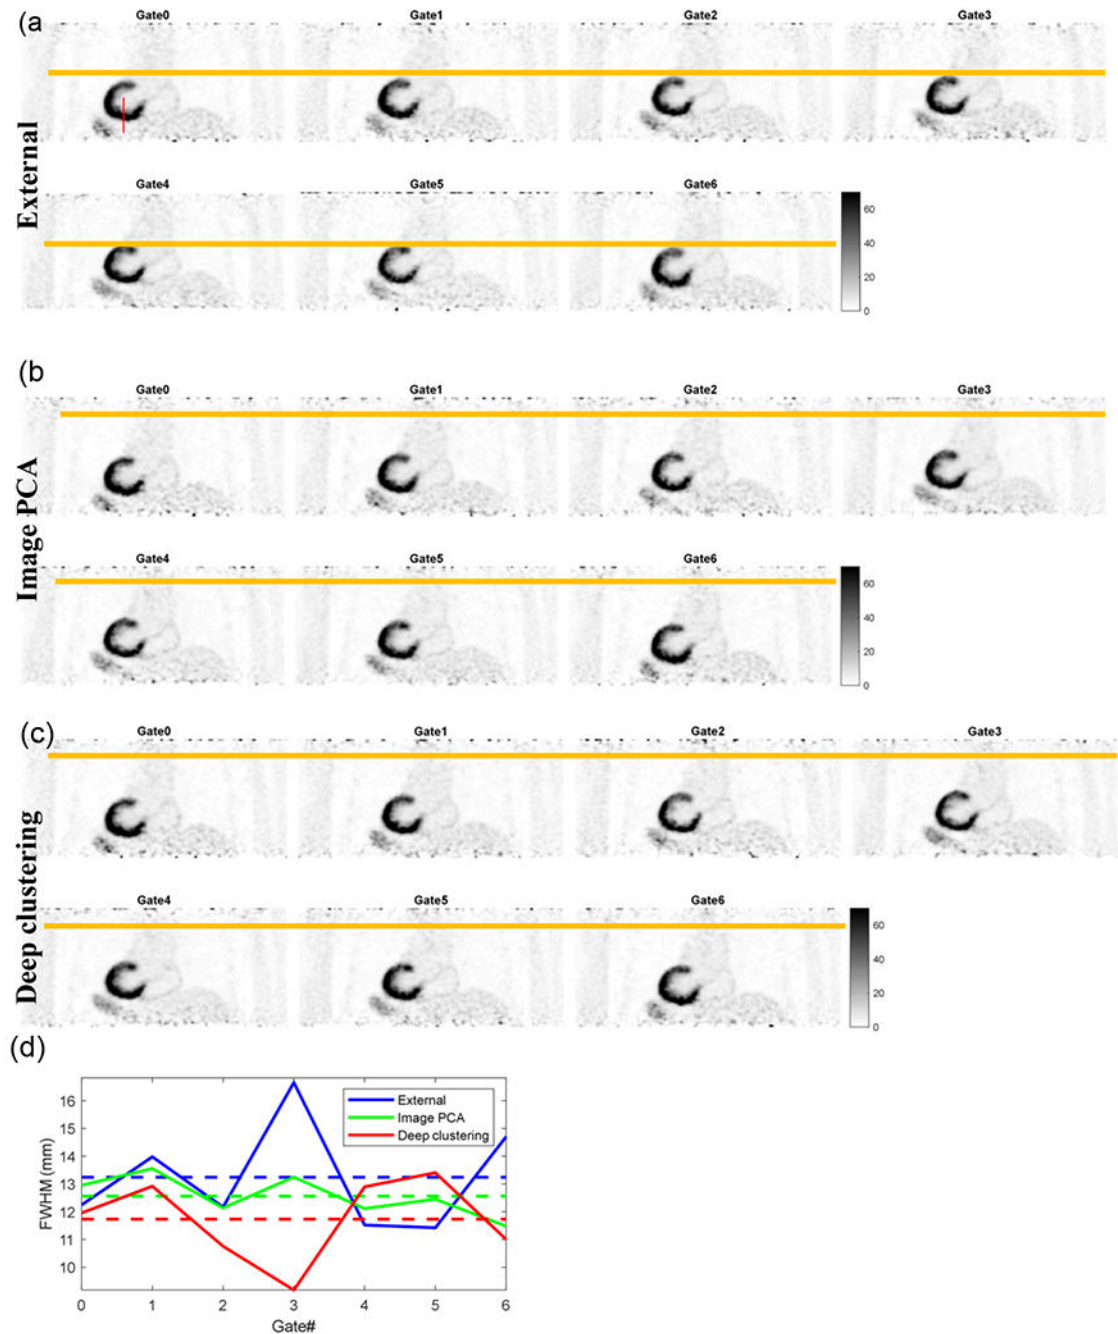 (a
Gate0 Gate1 Gate2 Gate3
External
Gate4 Gate5 Gate6
60
40
20
0
(b
Gate0 Gate1 Gate2 Gate3
Image PCA
Gate4 Gate5 Gate6
60
40
20
0
(c)
Gate0 Gate1 Gate2 Gate3
Deep clustering
Gate4 Gate5 Gate6
60
40
20
0
(d)
FWHM (mm)
16
15
14
13
12
11
10
External
Image PCA
Deep clustering
0 1 2 3 4 5 6
Gate#